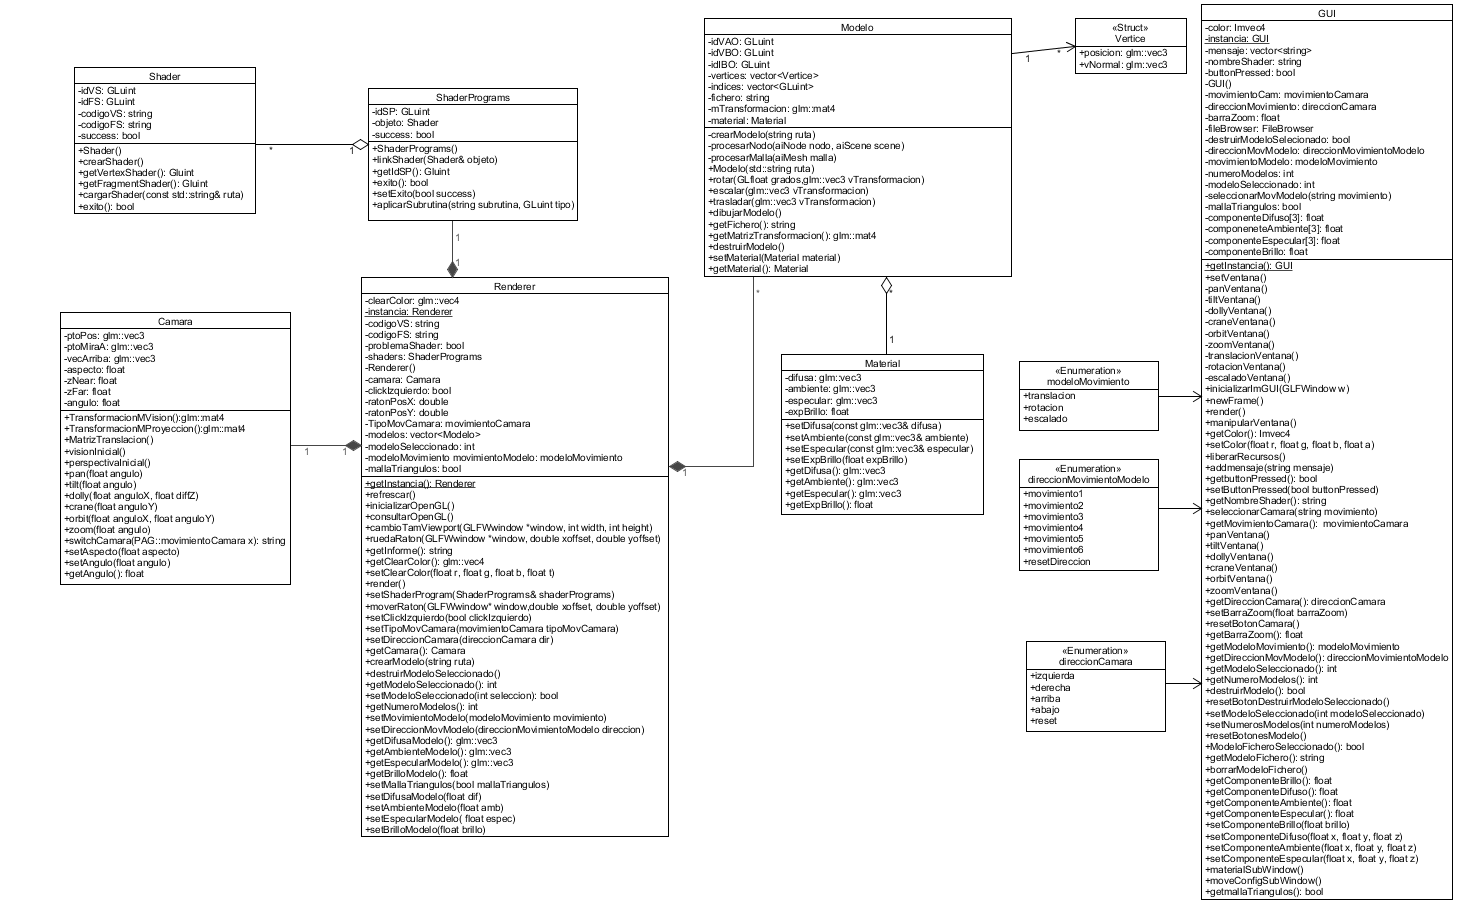 Shader
-idVS: GLuint
-idFS: GLuint
-codigoVS: string
-codigoFS: string
-success: bool
+Shader()
+crearShader()
+getVertexShader(): Gluint
+getFragmentShader(): Gluint
+cargarShader(const std::string& ruta)
+exito(): bool
*
1
ShaderPrograms
-idSP: GLuint
-objeto: Shader
-success: bool
+ShaderPrograms()
+linkShader(Shader& objeto)
+getIdSP(): Gluint
+exito(): bool
+setExito(bool success)
+aplicarSubrutina(string subrutina, GLuint tipo)
1
1
Camara
-ptoPos: glm::vec3
-ptoMiraA: glm::vec3
-vecArriba: glm::vec3
-aspecto: float
-zNear: float
-zFar: float
-angulo: float
+TransformacionMVision():glm::mat4
+TransformacionMProyeccion():glm::mat4
+MatrizTranslacion()
+visionInicial()
+perspectivaInicial()
+pan(float angulo)
+tilt(float angulo)
+dolly(float anguloX, float diffZ)
+crane(float anguloY)
+orbit(float anguloX, float anguloY)
+zoom(float angulo)
+switchCamara(PAG::movimientoCamara x): string
+setAspecto(float aspecto)
+setAngulo(float angulo)
+getAngulo(): float
1
1
Renderer
-clearColor: glm::vec4
-instancia: Renderer
-codigoVS: string
-codigoFS: string
-problemaShader: bool
-shaders: ShaderPrograms
-Renderer()
-camara: Camara
-clickIzquierdo: bool
-ratonPosX: double
-ratonPosY: double
-TipoMovCamara: movimientoCamara
-modelos: vector<Modelo>
-modeloSeleccionado: int
-modeloMovimiento movimientoModelo: modeloMovimiento
-mallaTriangulos: bool
+getInstancia(): Renderer
+refrescar()
+inicializarOpenGL()
+consultarOpenGL()
+cambioTamViewport(GLFWwindow *window, int width, int height)
+ruedaRaton(GLFWwindow *window, double xoffset, double yoffset)
+getInforme(): string
+getClearColor(): glm::vec4
+setClearColor(float r, float g, float b, float t)
+render()
+setShaderProgram(ShaderPrograms& shaderPrograms)
+moverRaton(GLFWwindow* window,double xoffset, double yoffset)
+setClickIzquierdo(bool clickIzquierdo)
+setTipoMovCamara(movimientoCamara tipoMovCamara)
+setDireccionCamara(direccionCamara dir)
+getCamara(): Camara
+crearModelo(string ruta)
+destruirModeloSeleccionado()
+getModeloSeleccionado(): int
+setModeloSeleccionado(int seleccion): bool
+getNumeroModelos(): int
+setMovimientoModelo(modeloMovimiento movimiento)
+setDireccionMovModelo(direccionMovimientoModelo direccion)
+getDifusaModelo(): glm::vec3
+getAmbienteModelo(): glm::vec3
+getEspecularModelo(): glm::vec3
+getBrilloModelo(): float
+setMallaTriangulos(bool mallaTriangulos)
+setDifusaModelo(float dif)
+setAmbienteModelo(float amb)
+setEspecularModelo( float espec)
+setBrilloModelo(float brillo)
*
1
Modelo
-idVAO: GLuint
-idVBO: GLuint
-idIBO: GLuint
-vertices: vector<Vertice>
-indices: vector<GLuint>
-fichero: string
-mTransformacion: glm::mat4
-material: Material
-crearModelo(string ruta)
-procesarNodo(aiNode nodo, aiScene scene)
-procesarMalla(aiMesh malla)
+Modelo(std::string ruta)
+rotar(GLfloat grados,glm::vec3 vTransformacion)
+escalar(glm::vec3 vTransformacion)
+trasladar(glm::vec3 vTransformacion)
+dibujarModelo()
+getFichero(): string
+getMatrizTransformacion(): glm::mat4
+destruirModelo()
+setMaterial(Material material)
+getMaterial(): Material
1
*
«Struct»
Vertice
+posicion: glm::vec3
+vNormal: glm::vec3
*
1
Material
-difusa: glm::vec3
-ambiente: glm::vec3
-especular: glm::vec3
-expBrillo: float
+setDifusa(const glm::vec3& difusa)
+setAmbiente(const glm::vec3& ambiente)
+setEspecular(const glm::vec3& especular)
+setExpBrillo(float expBrillo)
+getDifusa(): glm::vec3
+getAmbiente(): glm::vec3
+getEspecular(): glm::vec3
+getExpBrillo(): float
«Enumeration»
modeloMovimiento
+translacion
+rotacion
+escalado
«Enumeration»
direccionMovimientoModelo
+movimiento1
+movimiento2
+movimiento3
+movimiento4
+movimiento5
+movimiento6
+resetDireccion
«Enumeration»
direccionCamara
+izquierda
+derecha
+arriba
+abajo
+reset
GUI
-color: Imvec4
-instancia: GUI
-mensaje: vector<string>
-nombreShader: string
-buttonPressed: bool
-GUI()
-movimientoCam: movimientoCamara
-direccionMovimiento: direccionCamara
-barraZoom: float
-fileBrowser: FileBrowser
-destruirModeloSelecionado: bool
-direccionMovModelo: direccionMovimientoModelo
-movimientoModelo: modeloMovimiento
-numeroModelos: int
-modeloSeleccionado: int
-seleccionarMovModelo(string movimiento)
-mallaTriangulos: bool
-componenteDifuso[3]: float
-componeneteAmbiente[3]: float
-componenteEspecular[3]: float
-componenteBrillo: float
+getInstancia(): GUI
+setVentana()
-panVentana()
-tiltVentana()
-dollyVentana()
-craneVentana()
-orbitVentana()
-zoomVentana()
-translacionVentana()
-rotacionVentana()
-escaladoVentana()
+inicializarImGUI(GLFWindow w)
+newFrame()
+render()
+manipularVentana()
+getColor(): Imvec4
+setColor(float r, float g, float b, float a)
+liberarRecursos()
+addmensaje(string mensaje)
+getbuttonPressed(): bool
+setButtonPressed(bool buttonPressed)
+getNombreShader(): string
+seleccionarCamara(string movimiento)
+getMovimientoCamara(): movimientoCamara
+panVentana()
+tiltVentana()
+dollyVentana()
+craneVentana()
+orbitVentana()
+zoomVentana()
+getDireccionCamara(): direccionCamara
+setBarraZoom(float barraZoom)
+resetBotonCamara()
+getBarraZoom(): float
+getModeloMovimiento(): modeloMovimiento
+getDireccionMovModelo(): direccionMovimientoModelo
+getModeloSeleccionado(): int
+getNumeroModelos(): int
+destruirModelo(): bool
+resetBotonDestruirModeloSeleccionado()
+setModeloSeleccionado(int modeloSeleccionado)
+setNumerosModelos(int numeroModelos)
+resetBotonesModelo()
+ModeloFicheroSeleccionado(): bool
+getModeloFichero(): string
+borrarModeloFichero()
+getComponenteBrillo(): float
+getComponenteDifuso(): float
+getComponenteAmbiente(): float
+getComponenteEspecular(): float
+setComponenteBrillo(float brillo)
+setComponenteDifuso(float x, float y, float z)
+setComponenteAmbiente(float x, float y, float z)
+setComponenteEspecular(float x, float y, float z)
+materialSubWindow()
+moveConfigSubWindow()
+getmallaTriangulos(): bool